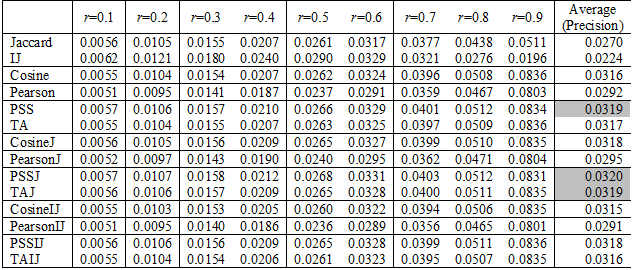 r=0.1 r=0.2 r=0.3 r=0.4 r=0.5 r=0.6 r=0.7 r=0.8 r=0.9 Average (Precision)
Jaccard 0.0056 0.0105 0.0155 0.0207 0.0261 0.0317 0.0377 0.0438 0.0511 0.0270
IJ 0.0062 0.0121 0.0180 0.0240 0.0290 0.0329 0.0321 0.0276 0.0196 0.0224
Cosine 0.0055 0.0104 0.0154 0.0207 0.0262 0.0324 0.0396 0.0508 0.0836 0.0316
Pearson 0.0051 0.0095 0.0141 0.0187 0.0237 0.0291 0.0359 0.0467 0.0803 0.0292
PSS 0.0057 0.0106 0.0157 0.0210 0.0266 0.0329 0.0401 0.0512 0.0834 0.0319
TA 0.0055 0.0104 0.0155 0.0207 0.0263 0.0325 0.0397 0.0509 0.0836 0.0317
CosineJ 0.0055 0.0105 0.0156 0.0209 0.0265 0.0327 0.0399 0.0510 0.0835 0.0318
PearsonJ 0.0052 0.0097 0.0143 0.0190 0.0240 0.0295 0.0362 0.0471 0.0804 0.0295
PSSJ 0.0057 0.0107 0.0158 0.0212 0.0268 0.0331 0.0403 0.0512 0.0831 0.0320
TAJ 0.0056 0.0106 0.0157 0.0209 0.0265 0.0328 0.0400 0.0511 0.0835 0.0319
CosineIJ 0.0055 0.0103 0.0153 0.0205 0.0260 0.0322 0.0394 0.0506 0.0835 0.0315
PearsonIJ 0.0051 0.0095 0.0140 0.0186 0.0236 0.0289 0.0356 0.0465 0.0801 0.0291
PSSIJ 0.0056 0.0106 0.0156 0.0209 0.0265 0.0328 0.0399 0.0511 0.0836 0.0318
TAIJ 0.0055 0.0104 0.0154 0.0206 0.0261 0.0323 0.0395 0.0507 0.0835 0.0316